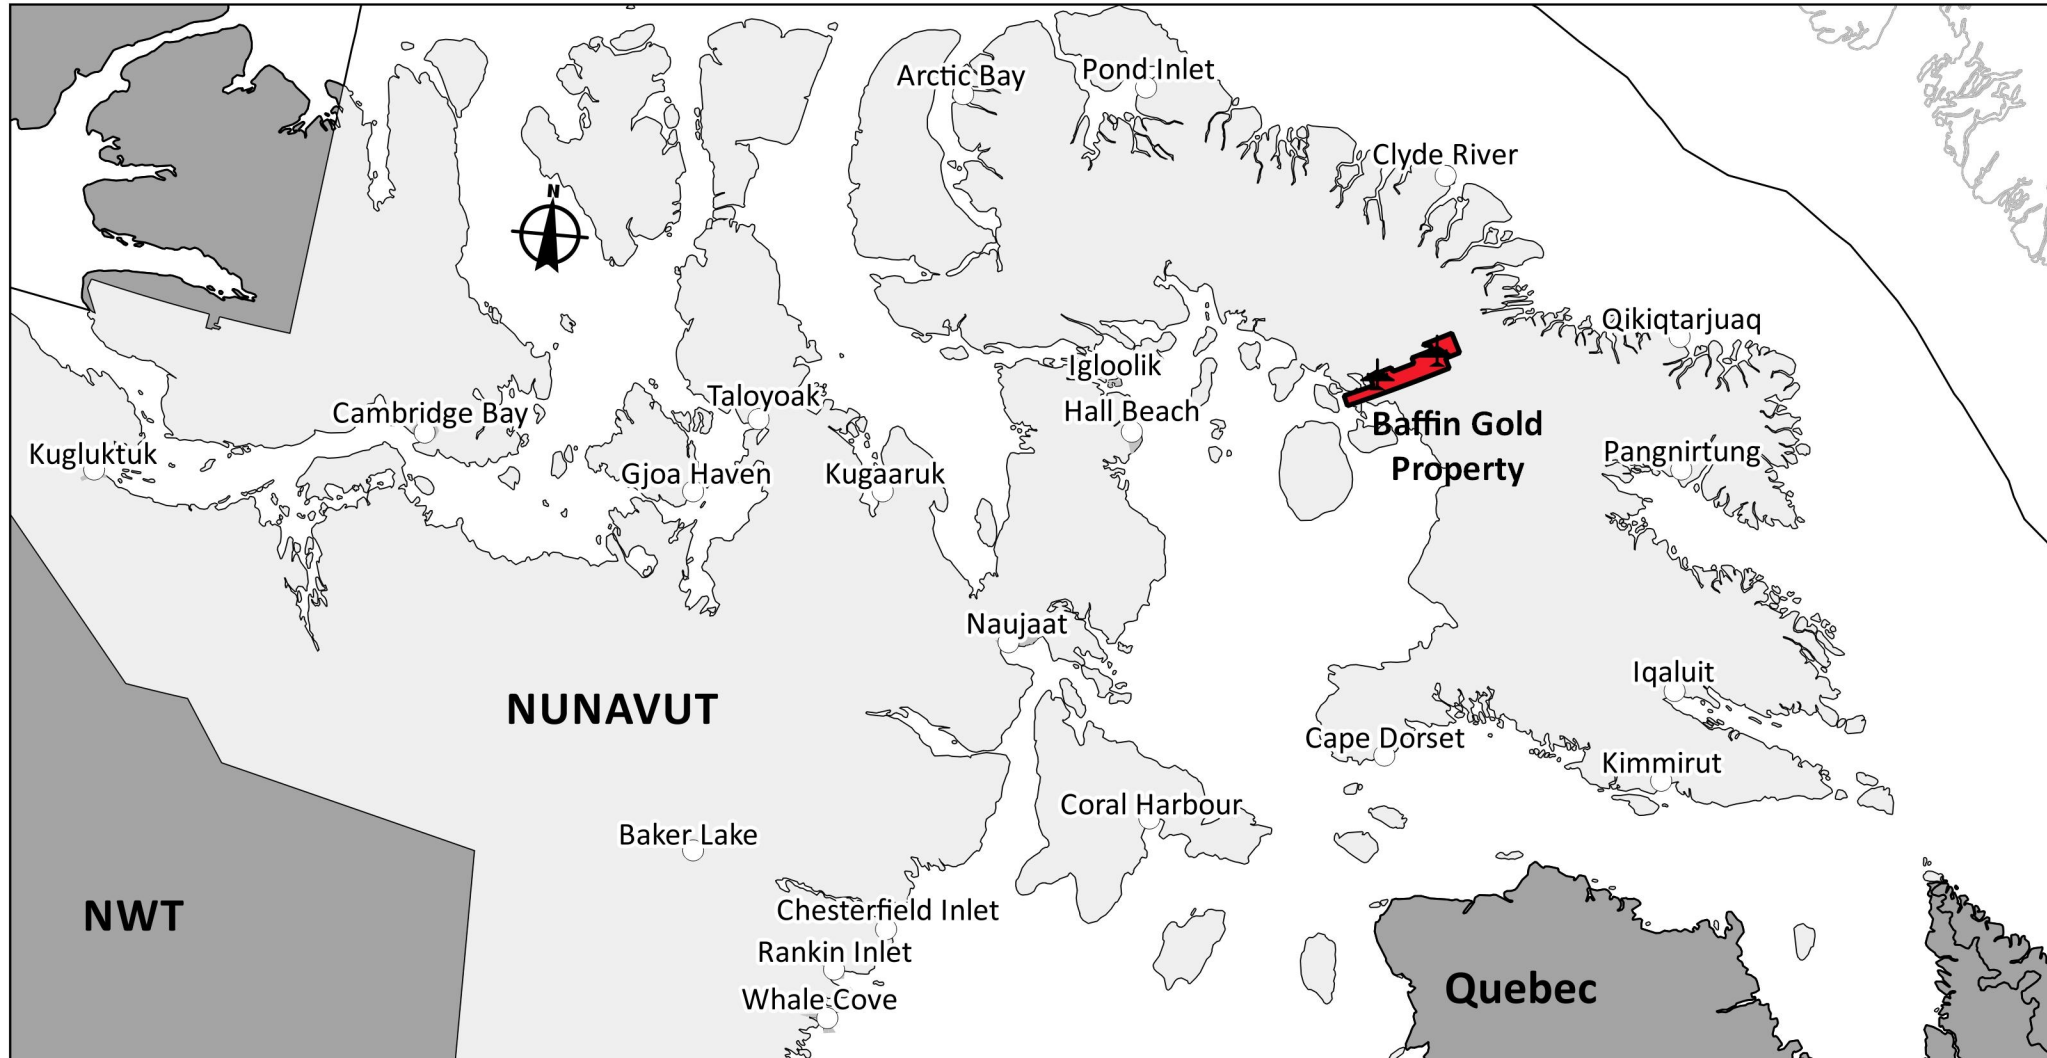 Arctic Bay
Pond Inlet
Clyde River
N
Qikiqtarjuaq
Igloolik
Taloyoak
Cambridge Bay
Hall Beach
Baffin Gold
Property
Kugluktuk
Gjoa Haven
Kugaaruk
Pangnirtung
Naujaat
Iqaluit
NUNAVUT
Cape Dorset
Kimmirut
Coral Harbour
Baker Lake
NWT
Chesterfield Inlet
Rankin Inlet
Quebec
Whale Cove